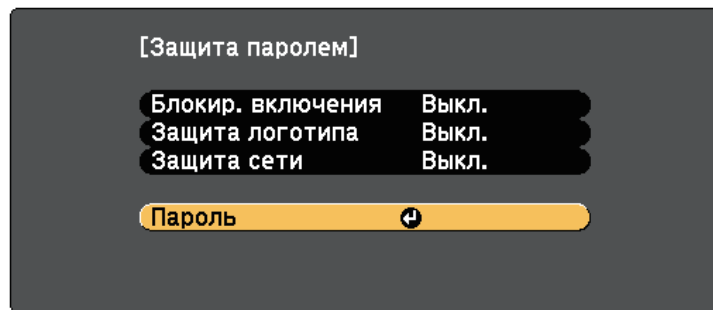 [Защита паролем]
Блокир. включения Выкл.
Защита логотипа Выкл.
Защита сети Выкл.
Пароль